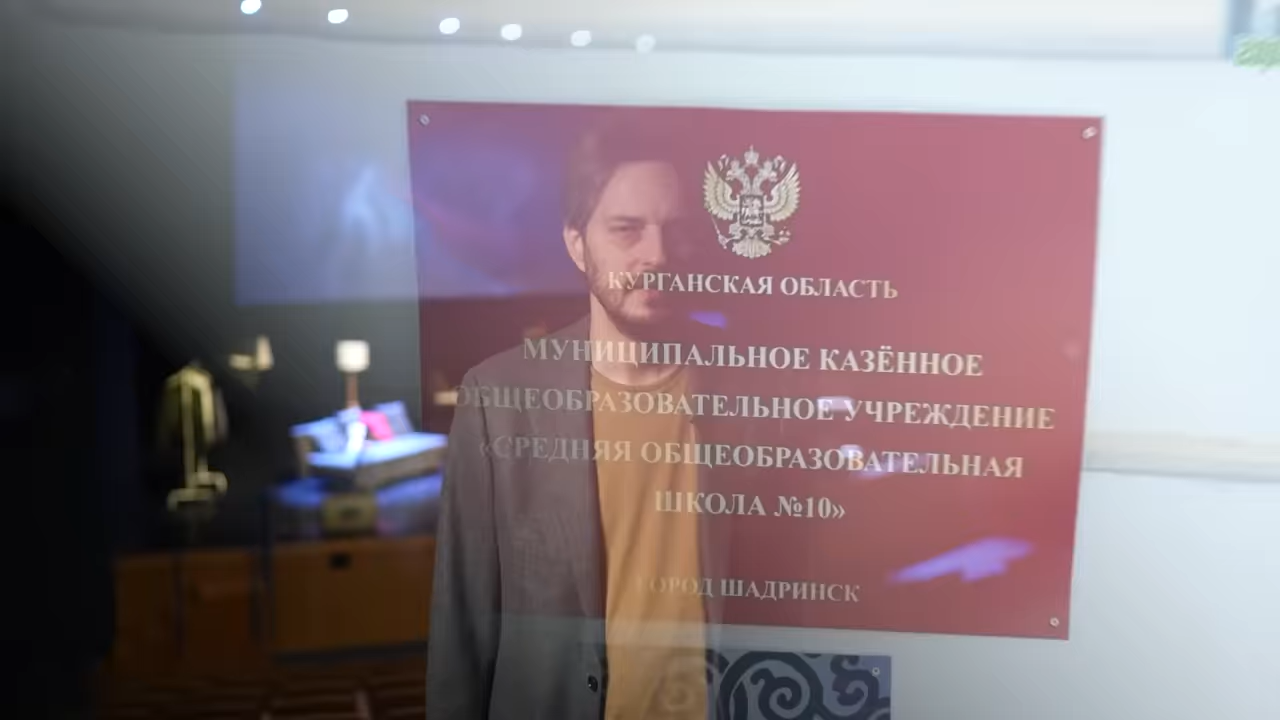 КУРГАНСКАЯ ОБЛАСТЬ
МУНИЦИПАЛЬНОЕ КАЗЁННОЕ
ОБЩЕОБРАЗОВАТЕЛЬНОЕ УЧРЕЖДЕНИЕ
«СРЕДНЯЯ ОБЩЕОБРАЗОВАТЕЛЬНАЯ
ШКОЛА №10»
ГОРОД ШАДРИНСК